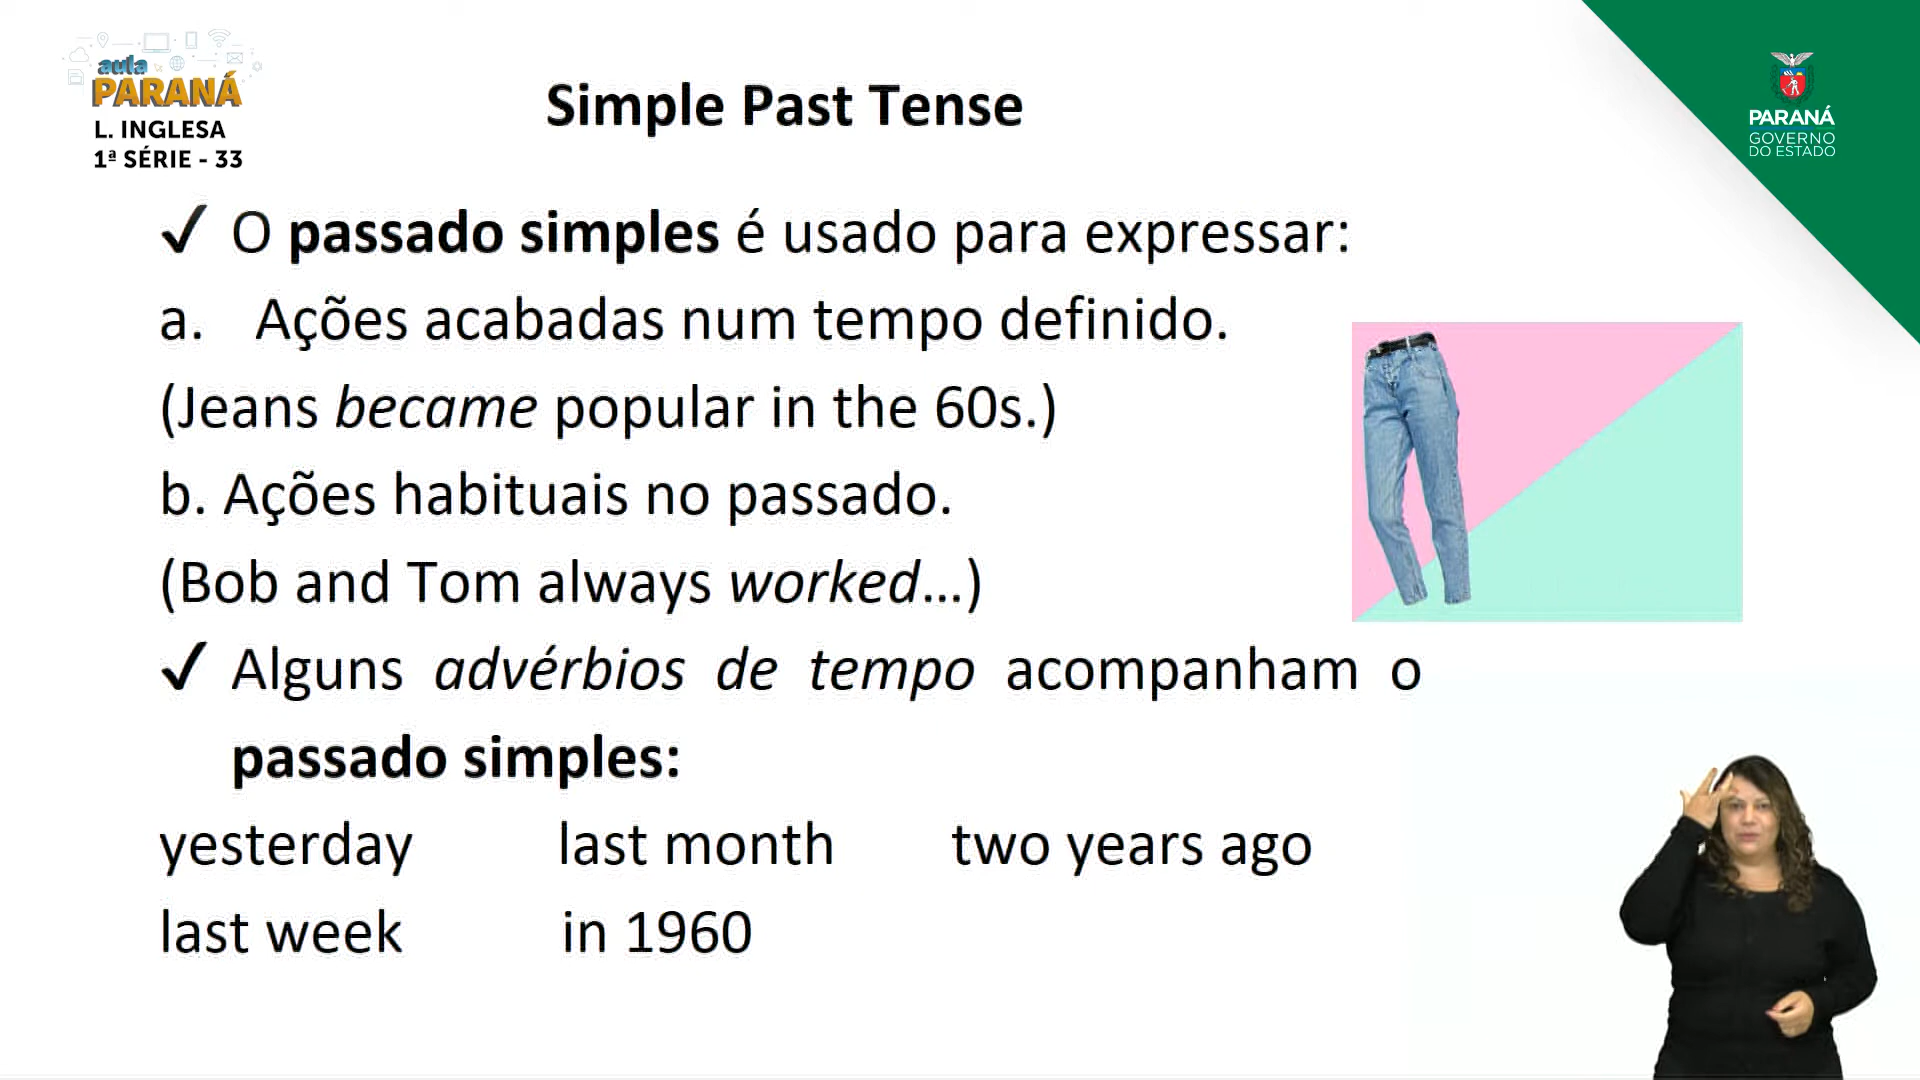 aula
PARANÁ
L. INGLESA
1ª SÉRIE - 33
Simple Past Tense
PARANÁ
GOVERNO
DO ESTADO
✓ O passado simples é usado para expressar:
a. Ações acabadas num tempo definido.
(Jeans became popular in the 60s.)
b. Ações habituais no passado.
(Bob and Tom always worked...)
✓ Alguns advérbios de tempo acompanham o
passado simples:
yesterday last month two years ago
last week in 1960